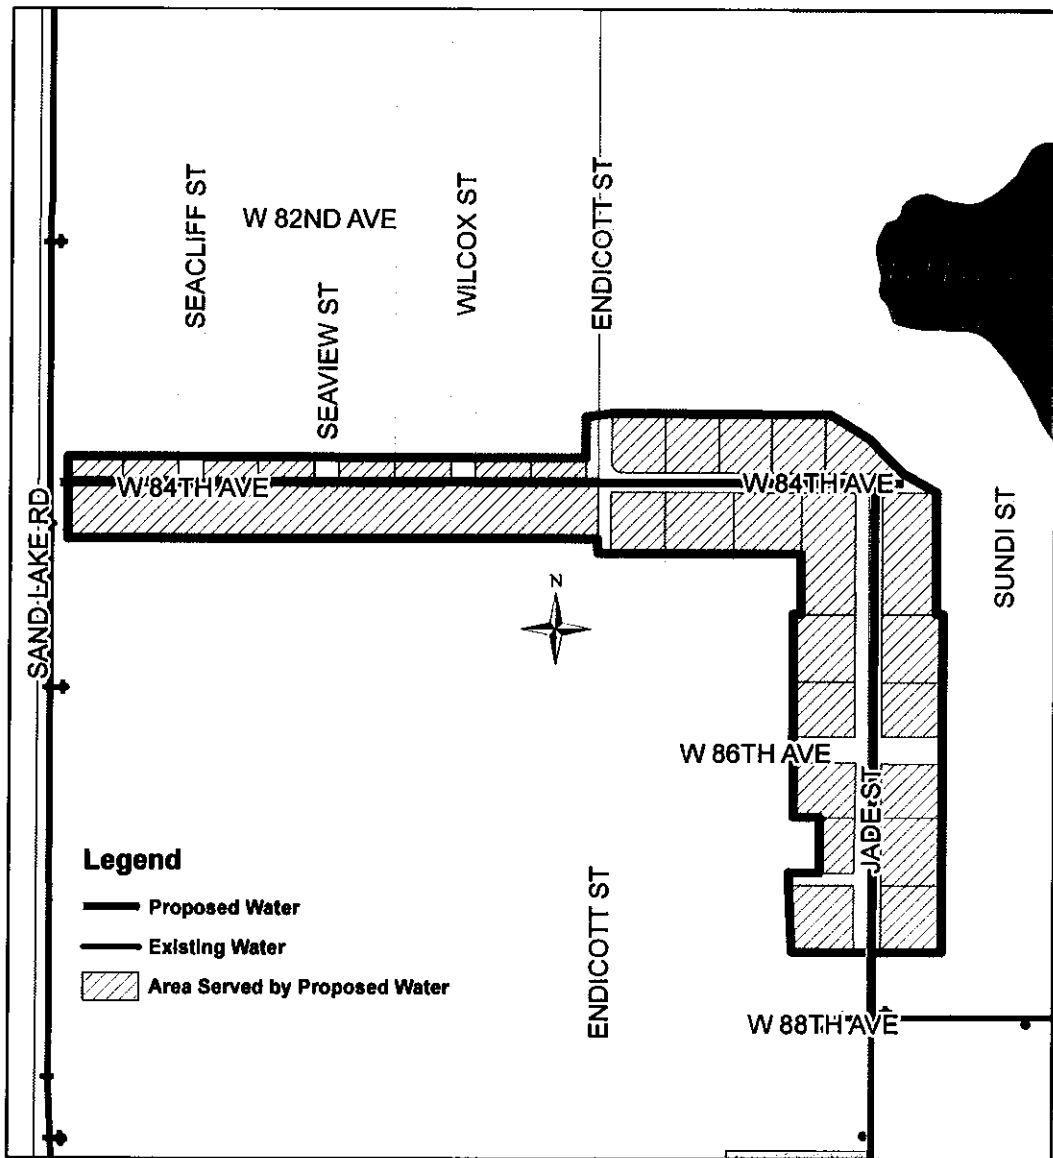 SEACLIFF ST
W 82ND AVE
SEAVIEW ST
WILCOX ST
ENDICOTT ST
W 84TH AVE
W 84TH AVE
SAND LAKE RD
SUNDI ST
N
W 86TH AVE
JADE ST
Legend
Proposed Water
Existing Water
Area Served by Proposed Water
ENDICOTT ST
W 88TH AVE